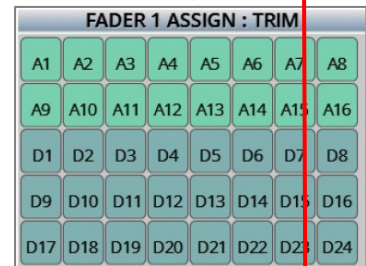 FADER 1 ASSIGN : TRIM
A1 A2 A3 A4 A5 A6 A7 A8
A9 A10 A11 A12 A13 A14 A15 A16
D1 D2 D3 D4 D5 D6 D7 D8
D9 D10 D11 D12 D13 D14 D15 D16
D17 D18 D19 D20 D21 D22 D23 D24